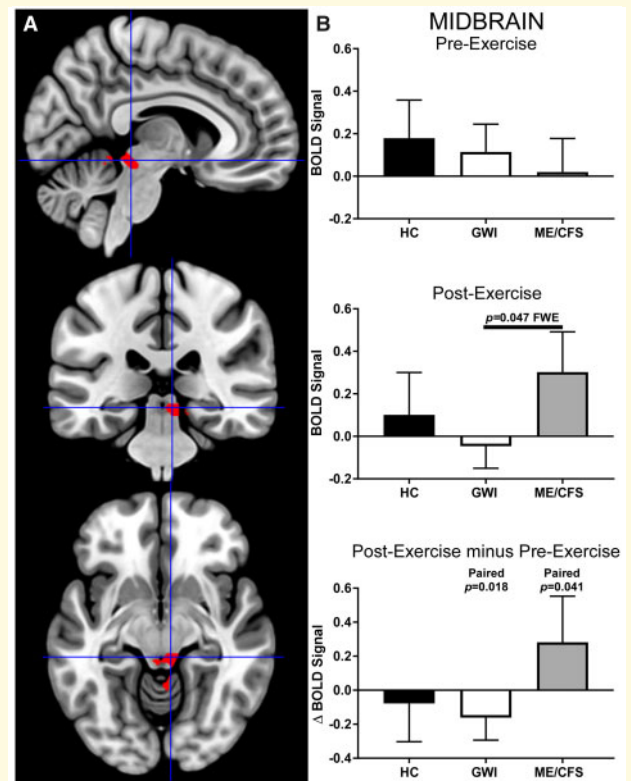 A
B
MIDBRAIN
Pre-Exercise
0.6
0.4
0.2
0.0
-0.2
BOLD Signal
HC GWI ME/CFS
Post-Exercise
p=0.047 FWE
0.6
0.4
0.2
0.0
-0.2
BOLD Signal
HC GWI ME/CFS
Post-Exercise minus Pre-Exercise
Paired Paired
p=0.018 p=0.041
0.6
0.4
0.2
0.0
-0.2
-0.4
Δ BOLD Signal
HC GWI ME/CFS